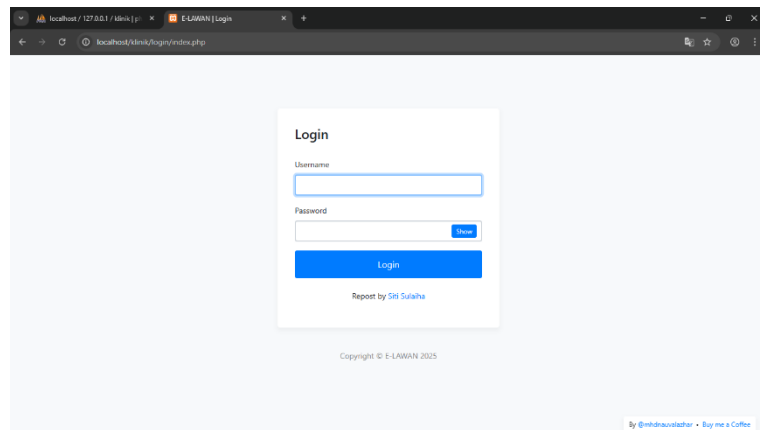 localhost / 127.0.0.1 / klinik | ph
E-LAWAN | Login
localhost/klinik/login/index.php
Login
Username
Password
Show
Login
Repost by Siti Sulaiha
Copyright © E-LAWAN 2025
By @mhdnauvalazhar • Buy me a Coffee